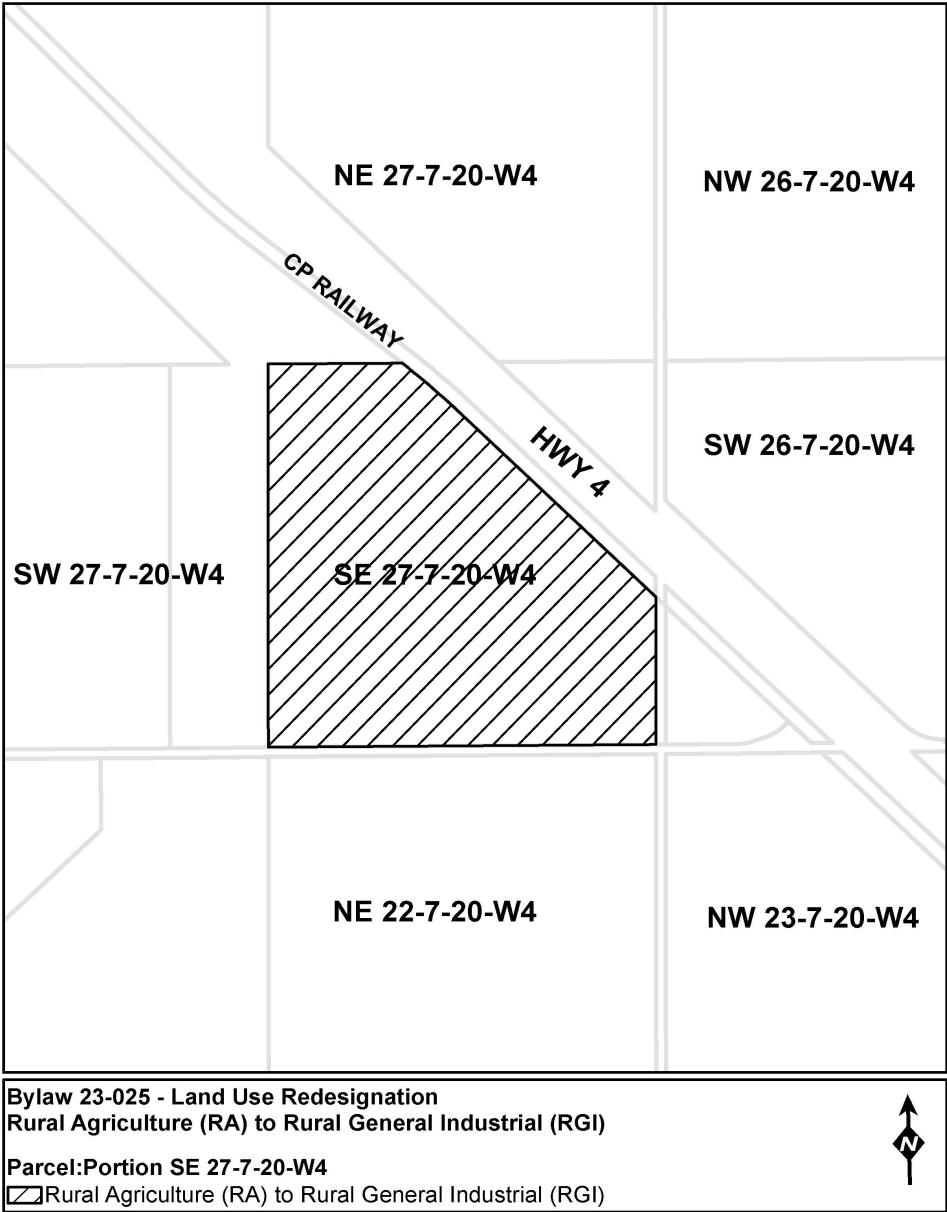 NE 27-7-20-W4
NW 26-7-20-W4
CP RAILWAY
HWY 4
SW 26-7-20-W4
SW 27-7-20-W4
SE 27-7-20-W4
NE 22-7-20-W4
NW 23-7-20-W4
Bylaw 23-025 - Land Use Redesignation
Rural Agriculture (RA) to Rural General Industrial (RGI)
Parcel:Portion SE 27-7-20-W4
Rural Agriculture (RA) to Rural General Industrial (RGI)
N